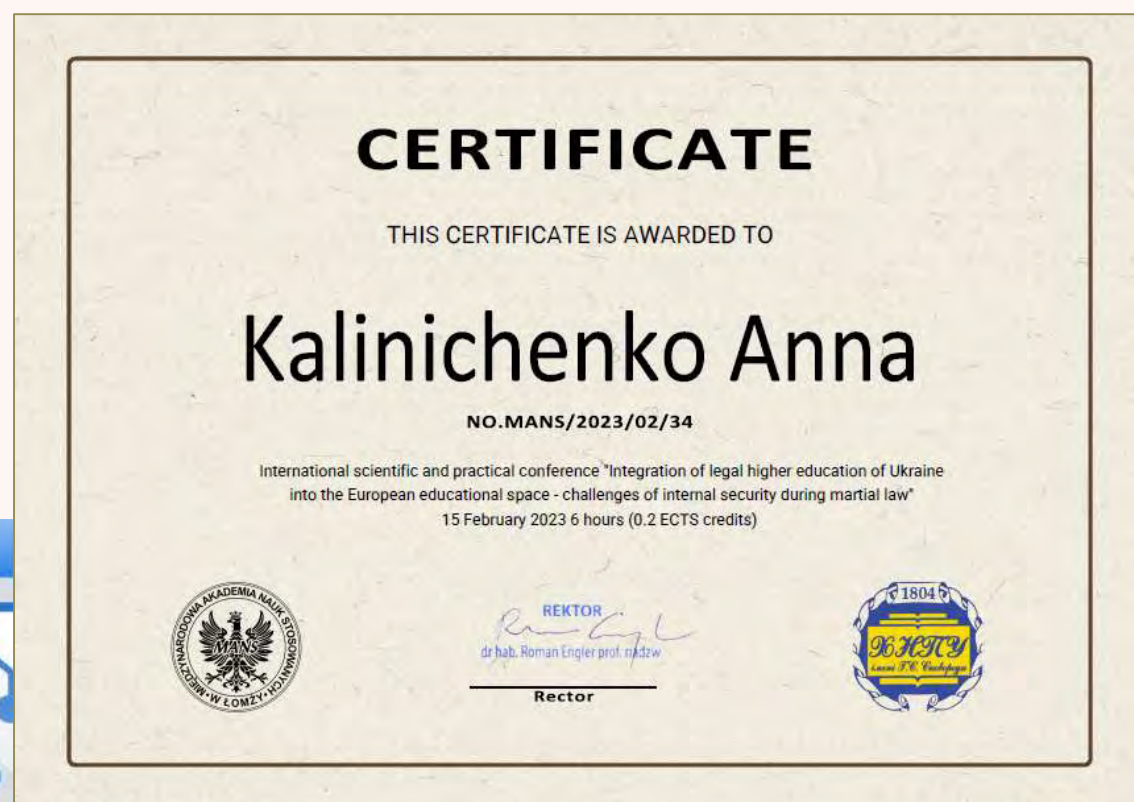 CERTIFICATE
THIS CERTIFICATE IS AWARDED TO
Kalinichenko Anna
NO.MANS/2023/02/34
International scientific and practical conference "Integration of legal higher education of Ukraine
into the European educational space - challenges of internal security during martial law"
15 February 2023 6 hours (0.2 ECTS credits)
MIĘDZYNARODOWA AKADEMIA NAUK STOSOWANYCH
W ŁOMŻY
MANS
REKTOR
dr hab. Roman Engler prof. nadzw
Rector
1804
ХНПУ
імені Г.С. Сковороди